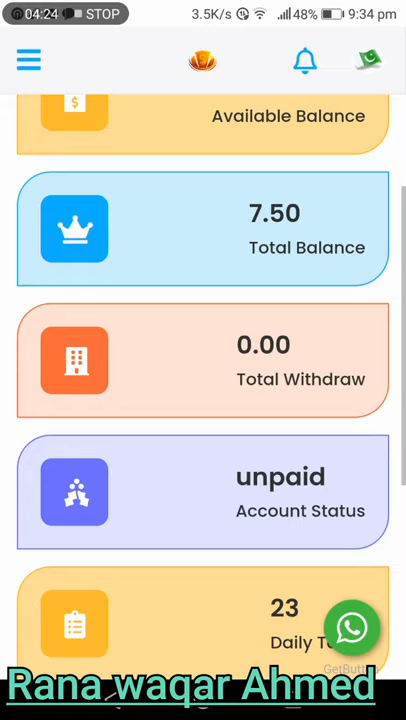 04:24 STOP 3.5K/s 48% 9:34 pm
Available Balance
7.50
Total Balance
0.00
Total Withdraw
unpaid
Account Status
23
Daily
GetButton
Rana waqar Ahmed